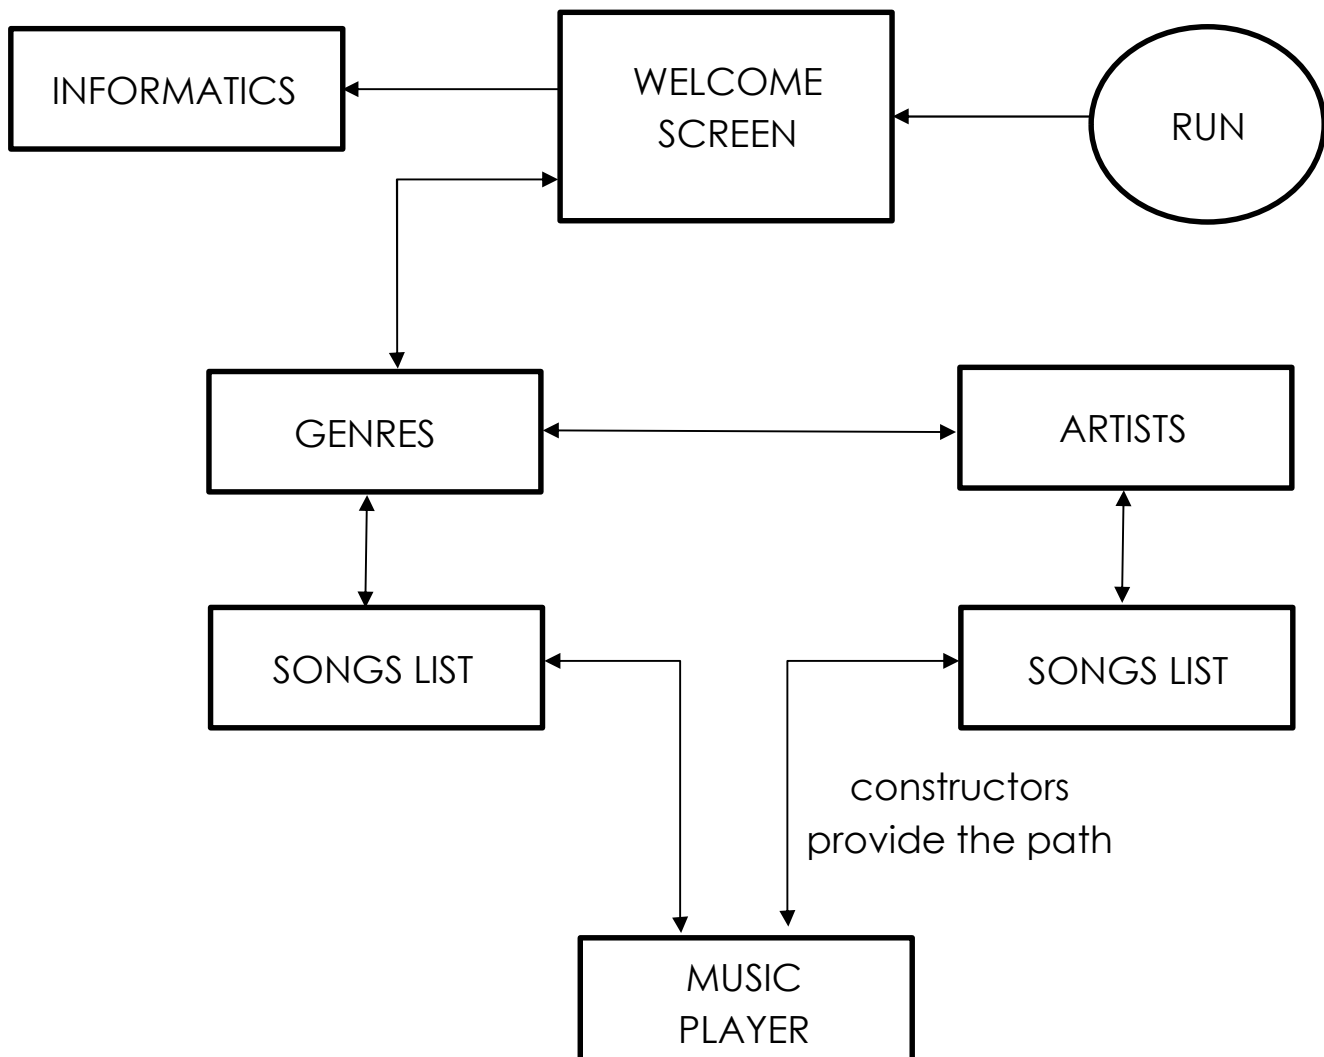 INFORMATICS
WELCOME
SCREEN
RUN
GENRES
ARTISTS
SONGS LIST
SONGS LIST
constructors
provide the path
MUSIC
PLAYER